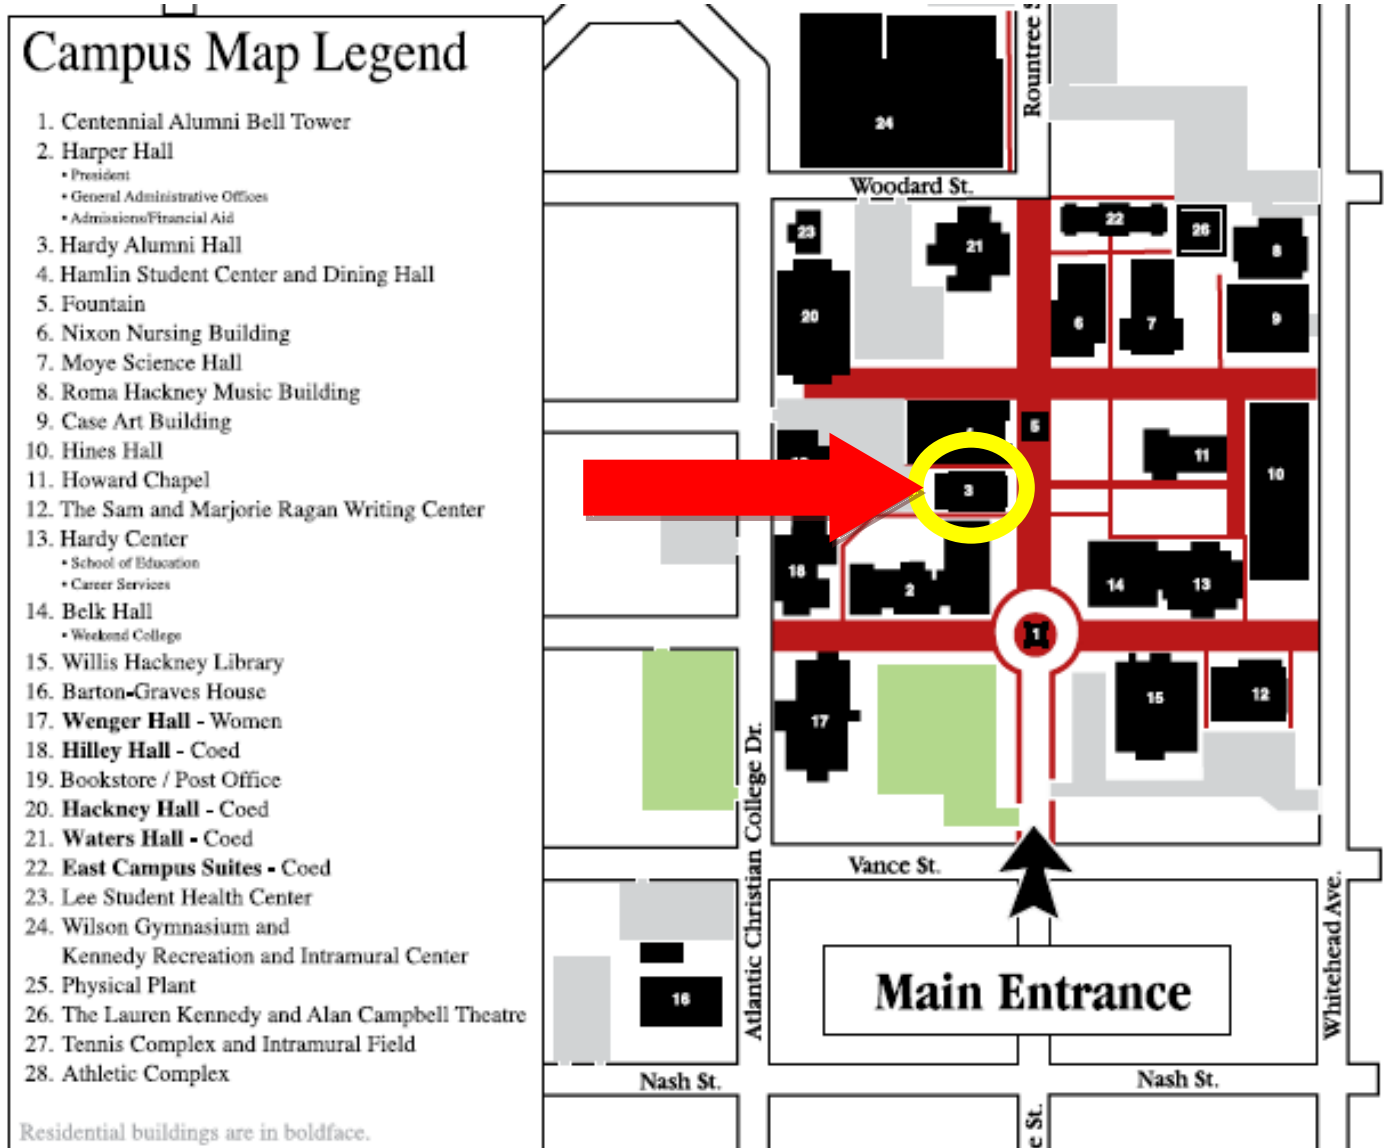 Campus Map Legend
1. Centennial Alumni Bell Tower
2. Harper Hall
• President
• General Administrative Offices
• Admissions/Financial Aid
3. Hardy Alumni Hall
4. Hamlin Student Center and Dining Hall
5. Fountain
6. Nixon Nursing Building
7. Moye Science Hall
8. Roma Hackney Music Building
9. Case Art Building
10. Hines Hall
11. Howard Chapel
12. The Sam and Marjorie Ragan Writing Center
13. Hardy Center
• School of Education
• Career Services
14. Belk Hall
• Weekend College
15. Willis Hackney Library
16. Barton-Graves House
17. Wenger Hall - Women
18. Hilley Hall - Coed
19. Bookstore / Post Office
20. Hackney Hall - Coed
21. Waters Hall - Coed
22. East Campus Suites - Coed
23. Lee Student Health Center
24. Wilson Gymnasium and
Kennedy Recreation and Intramural Center
25. Physical Plant
26. The Lauren Kennedy and Alan Campbell Theatre
27. Tennis Complex and Intramural Field
28. Athletic Complex
Residential buildings are in boldface.
Rountree S
24
Woodard St.
23
21
22
26
8
20
6
7
9
5
11
10
3
18
2
14
13
1
17
15
12
Atlantic Christian College Dr.
Vance St.
Whitehead Ave.
Main Entrance
16
Nash St.
Nash St.
e St.